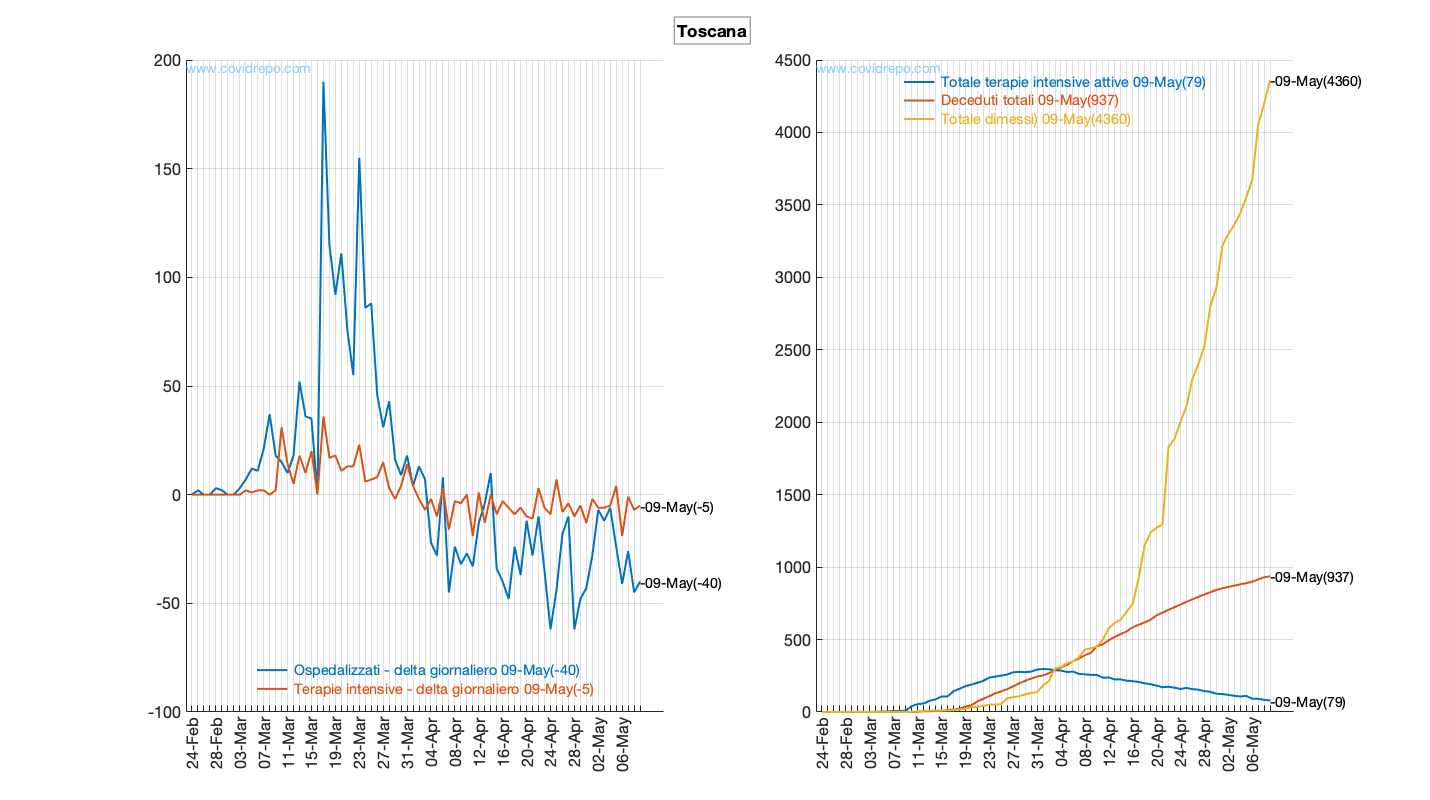 Toscana
www.covidrepo.com
200
150
100
50
0
-50
-100
-09-May(-5)
-09-May(-40)
Ospedalizzati - delta giornaliero 09-May(-40)
Terapie intensive - delta giornaliero 09-May(-5)
24-Feb
28-Feb
03-Mar
07-Mar
11-Mar
15-Mar
19-Mar
23-Mar
27-Mar
31-Mar
04-Apr
08-Apr
12-Apr
16-Apr
20-Apr
24-Apr
28-Apr
02-May
06-May
www.covidrepo.com
4500
4000
3500
3000
2500
2000
1500
1000
500
0
Totale terapie intensive attive 09-May(79)
Deceduti totali 09-May(937)
Totale dimessi) 09-May(4360)
-09-May(4360)
-09-May(937)
-09-May(79)
24-Feb
28-Feb
03-Mar
07-Mar
11-Mar
15-Mar
19-Mar
23-Mar
27-Mar
31-Mar
04-Apr
08-Apr
12-Apr
16-Apr
20-Apr
24-Apr
28-Apr
02-May
06-May